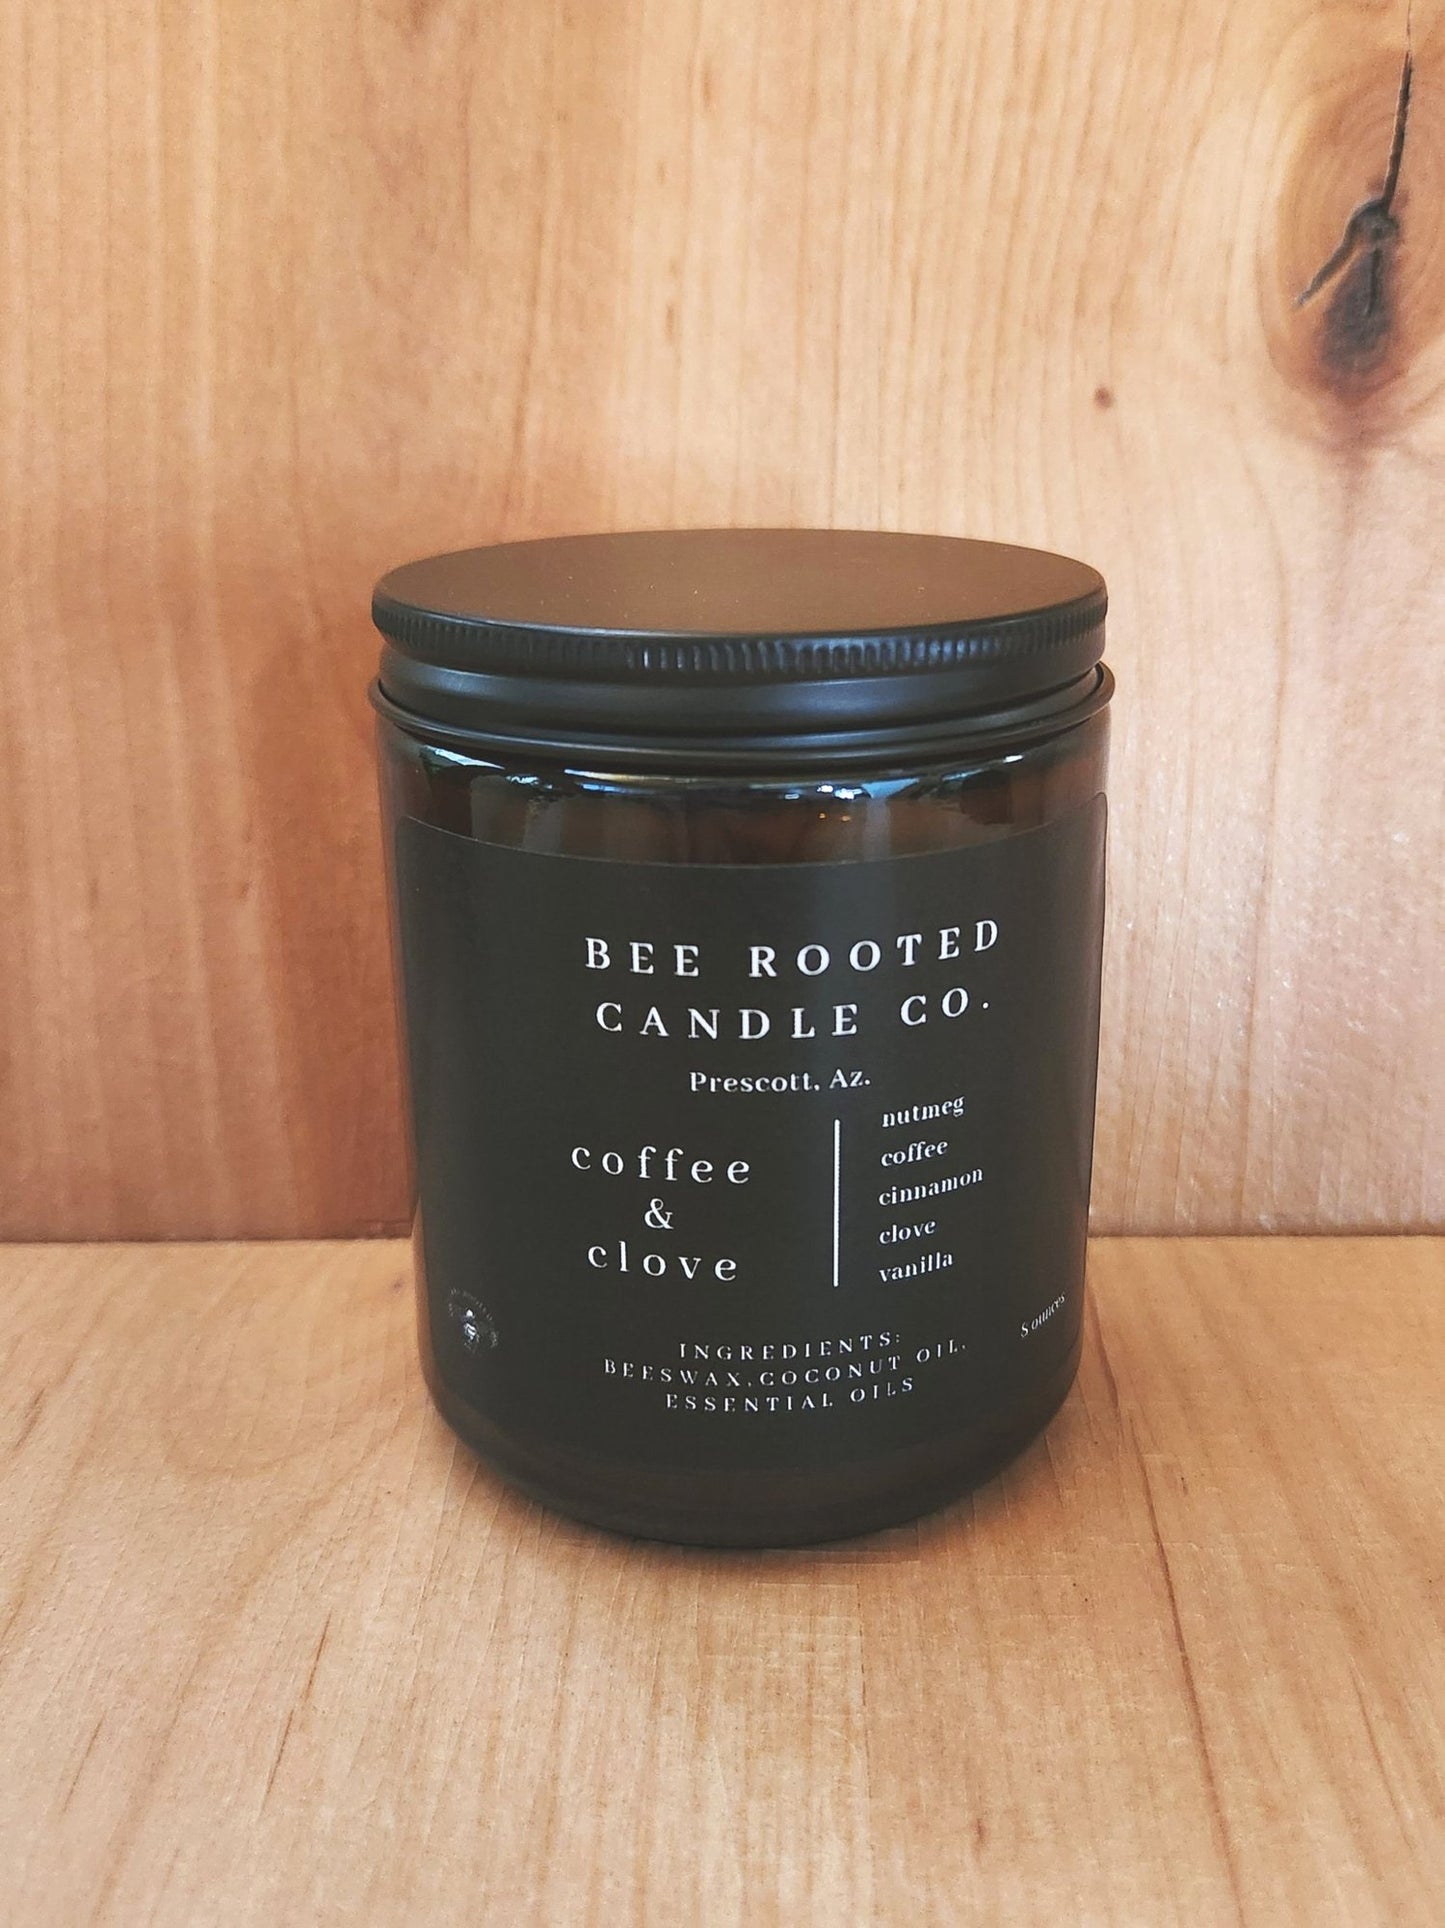 BEE ROOTED
CANDLE CO.
Prescott, Az.
coffee
&
clove
nutmeg
coffee
cinnamon
clove
vanilla
ounces
INGREDIENTS:
BEESWAX,COCONUT OIL,
ESSENTIAL OILS